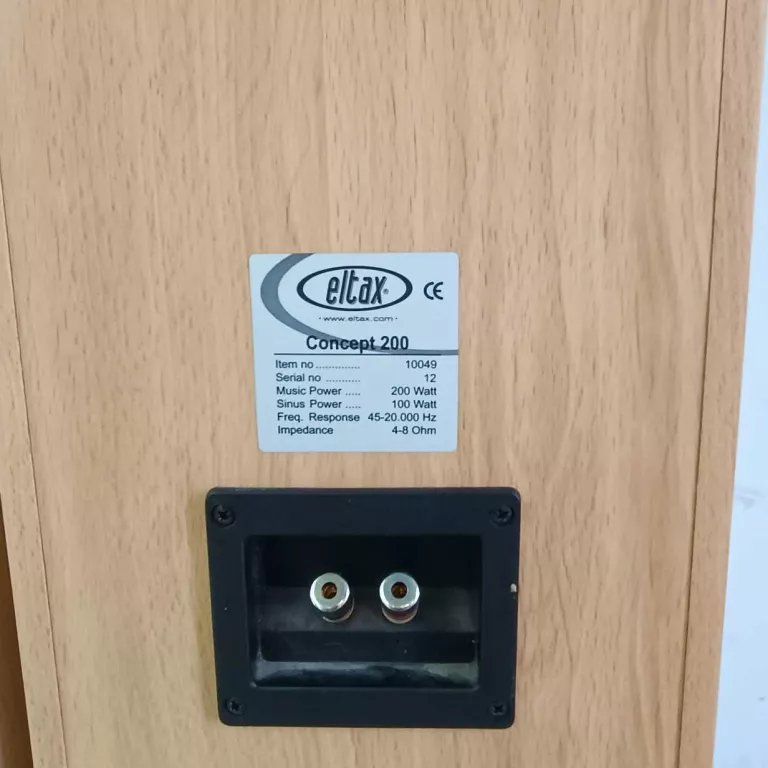 eltax®
CE
• www.eltax.com •
Concept 200
Item no .............. 10049
Serial no ........... 12
Music Power ..... 200 Watt
Sinus Power ..... 100 Watt
Freq. Response 45-20.000 Hz
Impedance 4-8 Ohm